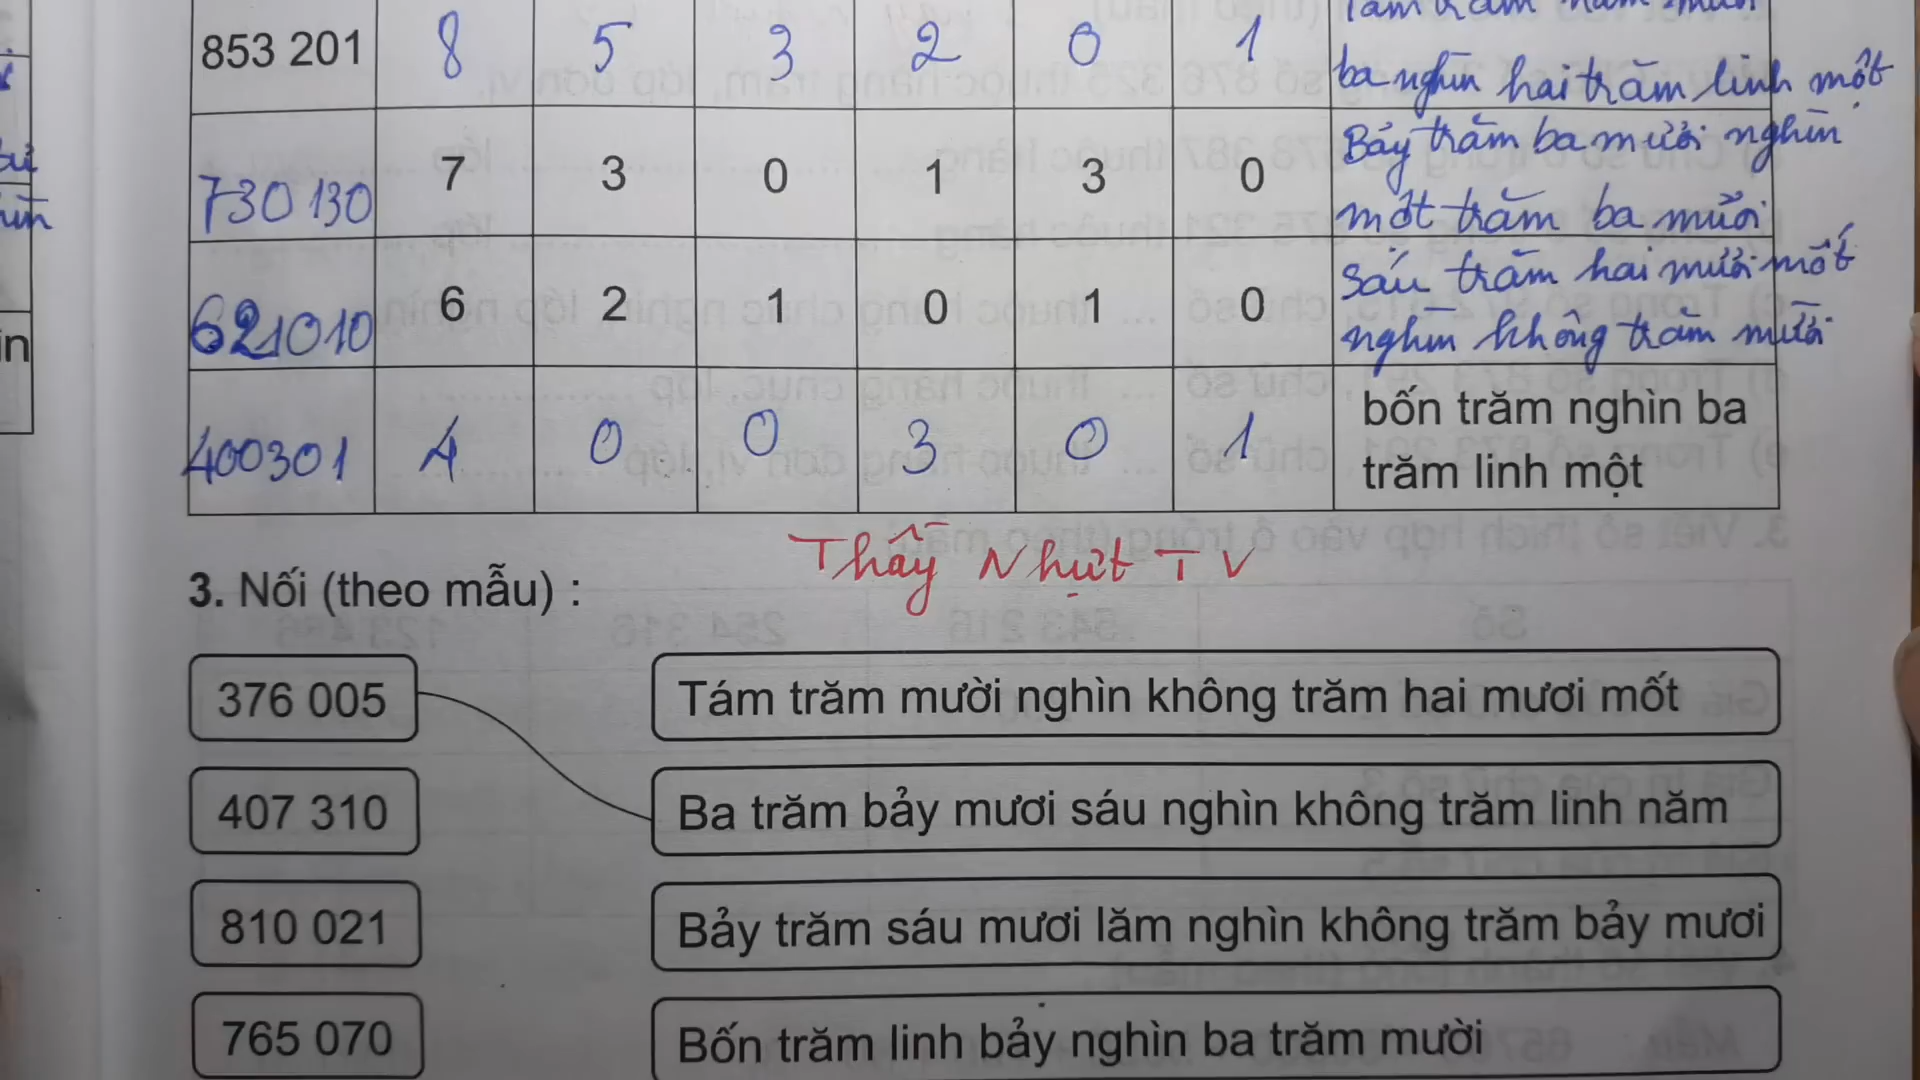 853 201 8 5 3 2 0 1
ba nghìn hai trăm linh một
730 130 7 3 0 1 3 0 Bảy trăm ba mươi nghìn
một trăm ba mươi
621010 6 2 1 0 1 0 sáu trăm hai mươi mốt
nghìn không trăm mười
400301 4 0 0 3 0 1 bốn trăm nghìn ba
trăm linh một
Thầy Nhựt TV
3. Nối (theo mẫu) :
376 005 Tám trăm mười nghìn không trăm hai mươi mốt
407 310 Ba trăm bảy mươi sáu nghìn không trăm linh năm
810 021 Bảy trăm sáu mươi lăm nghìn không trăm bảy mươi
765 070 Bốn trăm linh bảy nghìn ba trăm mười